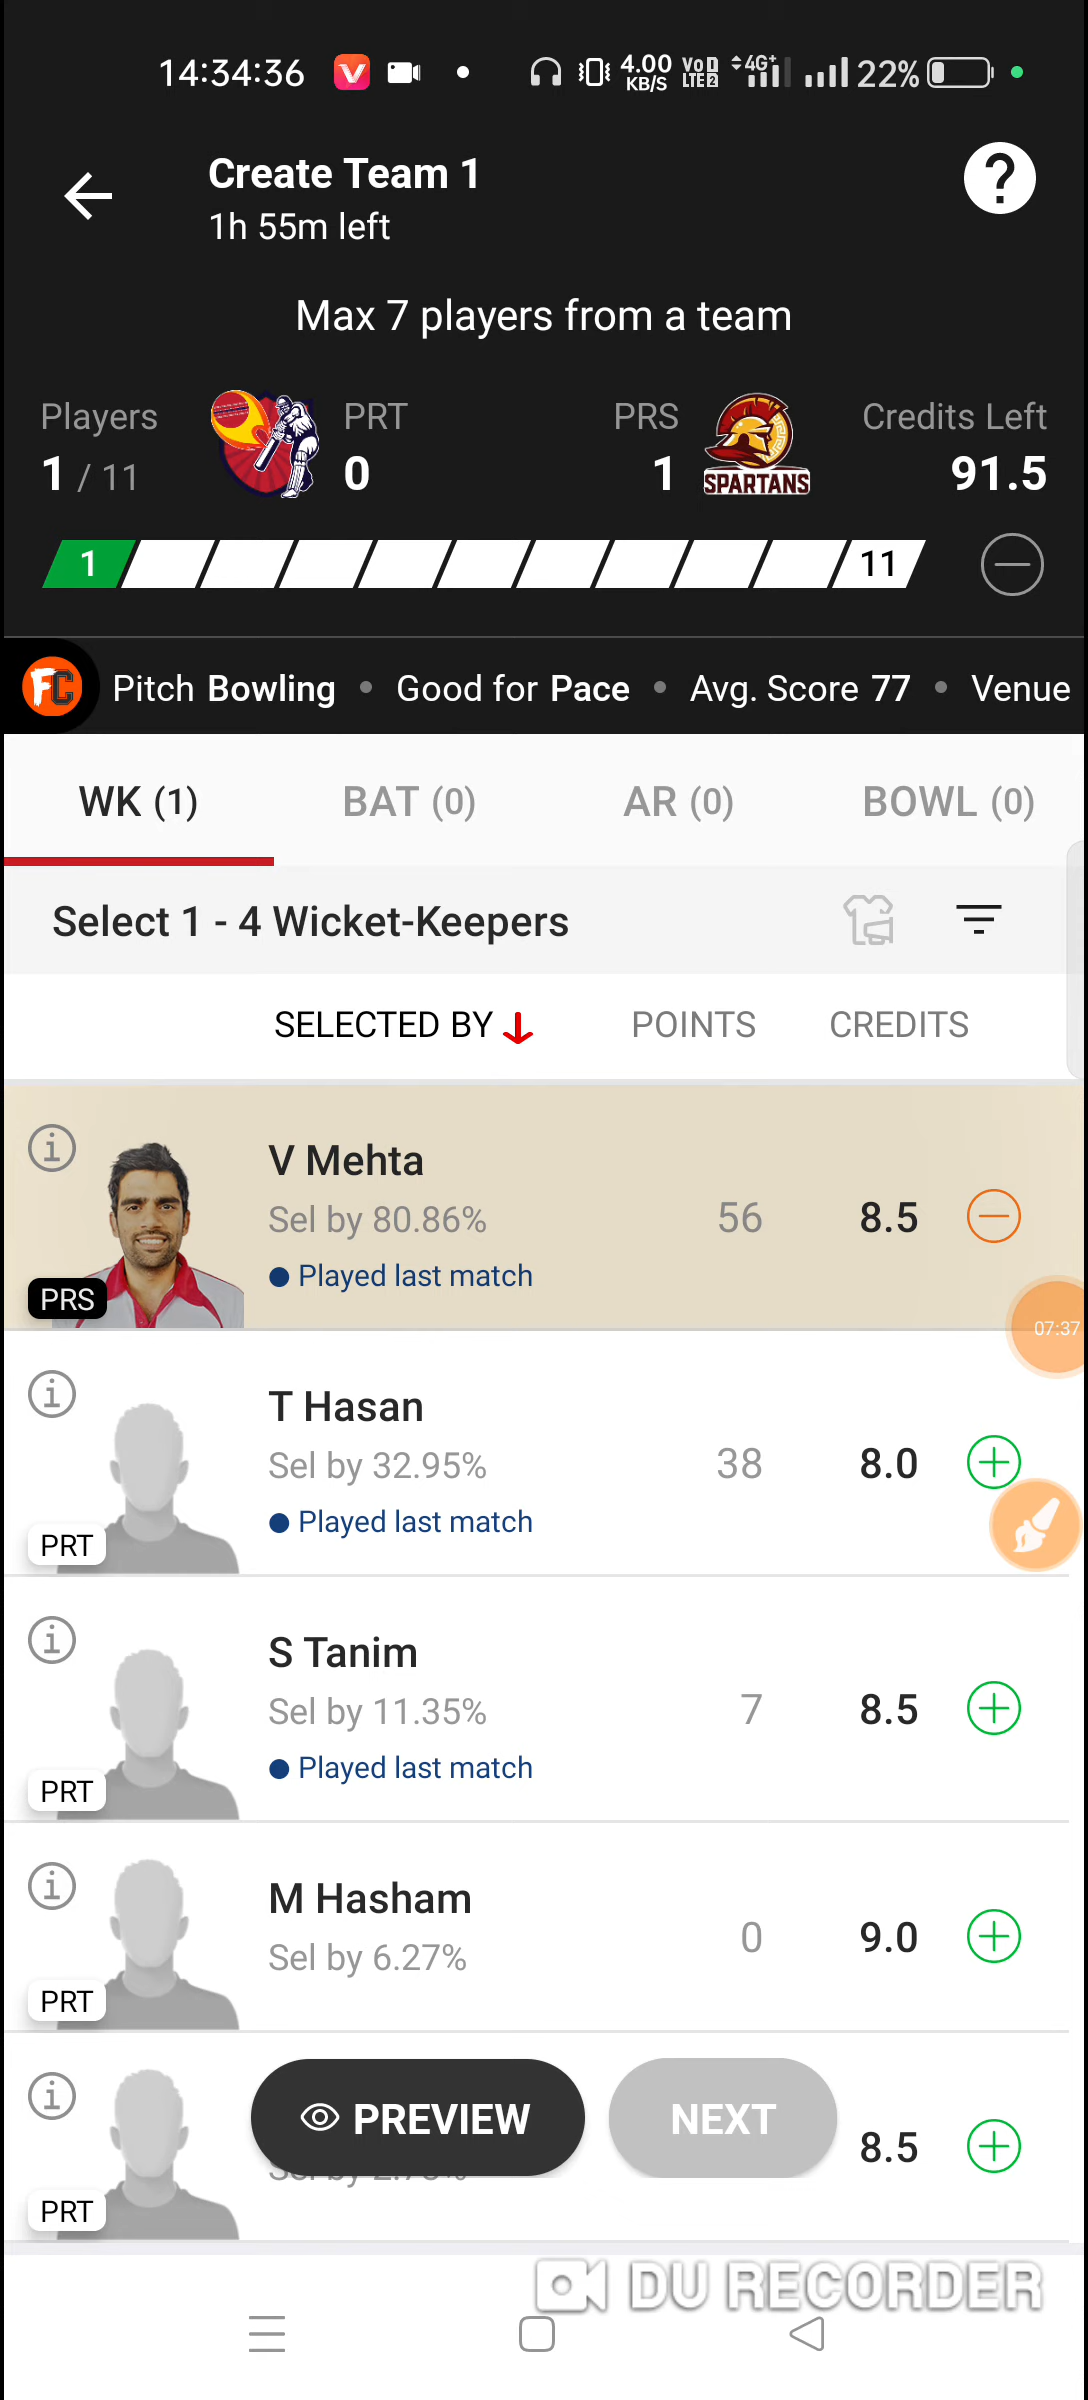 14:34:36 4.00 KB/S VoD LTE 2 4G+ 22%
Create Team 1
1h 55m left
?
Max 7 players from a team
Players PRT PRS Credits Left
1 / 11 0 1 91.5
SPARTANS
1 11
FC Pitch Bowling • Good for Pace • Avg. Score 77 • Venue
WK (1) BAT (0) AR (0) BOWL (0)
Select 1 - 4 Wicket-Keepers
SELECTED BY POINTS CREDITS
V Mehta
Sel by 80.86% 56 8.5
Played last match
PRS
07:37
T Hasan
Sel by 32.95% 38 8.0
Played last match
PRT
S Tanim
Sel by 11.35% 7 8.5
Played last match
PRT
M Hasham
Sel by 6.27% 0 9.0
PRT
PREVIEW NEXT 8.5
PRT
DU RECORDER